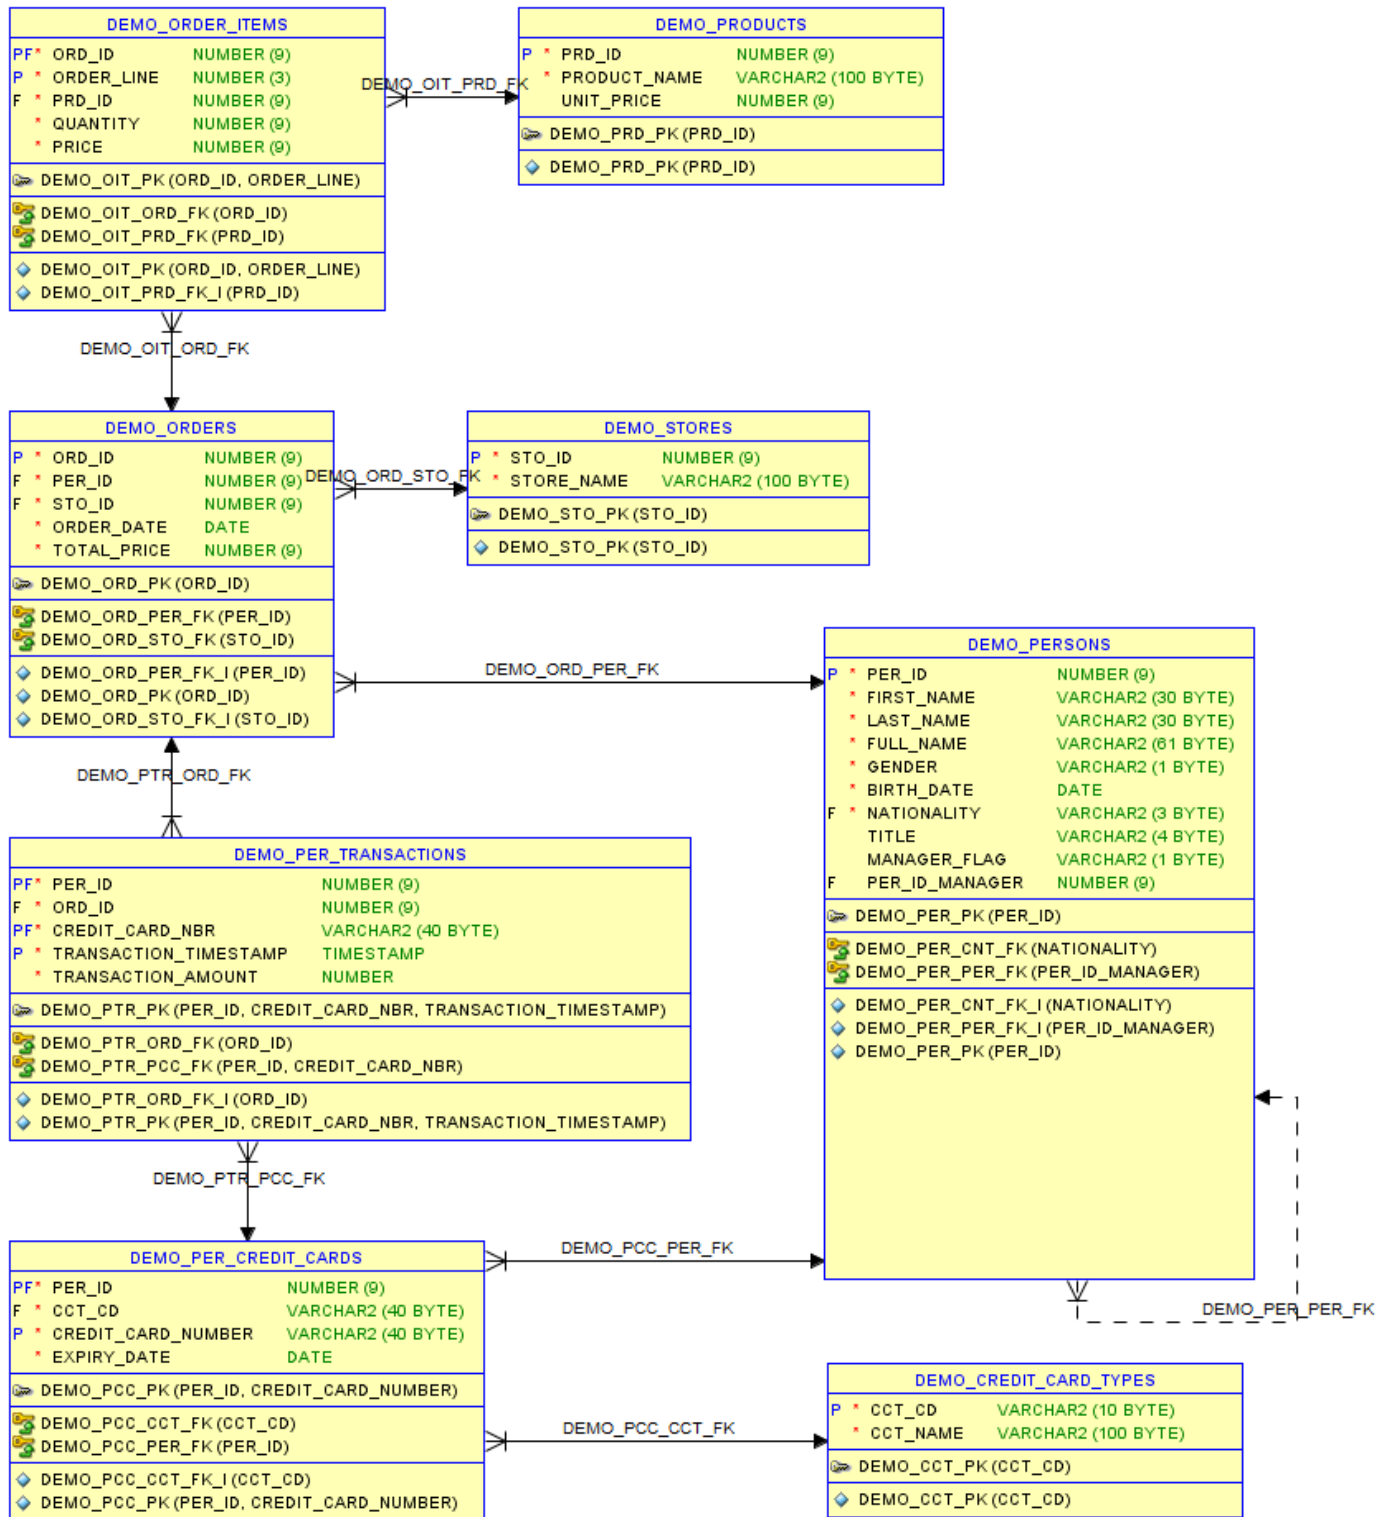 DEMO_ORDER_ITEMS
PF* ORD_ID NUMBER (9)
P * ORDER_LINE NUMBER (3)
F * PRD_ID NUMBER (9)
* QUANTITY NUMBER (9)
* PRICE NUMBER (9)
DEMO_OIT_PK (ORD_ID, ORDER_LINE)
DEMO_OIT_ORD_FK (ORD_ID)
DEMO_OIT_PRD_FK (PRD_ID)
DEMO_OIT_PK (ORD_ID, ORDER_LINE)
DEMO_OIT_PRD_FK_I (PRD_ID)
DEMO_OIT_PRD_FK
DEMO_PRODUCTS
P * PRD_ID NUMBER (9)
* PRODUCT_NAME VARCHAR2 (100 BYTE)
UNIT_PRICE NUMBER (9)
DEMO_PRD_PK (PRD_ID)
DEMO_PRD_PK (PRD_ID)
DEMO_OIT_ORD_FK
DEMO_ORDERS
P * ORD_ID NUMBER (9)
F * PER_ID NUMBER (9)
F * STO_ID NUMBER (9)
* ORDER_DATE DATE
* TOTAL_PRICE NUMBER (9)
DEMO_ORD_PK (ORD_ID)
DEMO_ORD_PER_FK (PER_ID)
DEMO_ORD_STO_FK (STO_ID)
DEMO_ORD_PER_FK_I (PER_ID)
DEMO_ORD_PK (ORD_ID)
DEMO_ORD_STO_FK_I (STO_ID)
DEMO_ORD_STO_FK
DEMO_STORES
P * STO_ID NUMBER (9)
* STORE_NAME VARCHAR2 (100 BYTE)
DEMO_STO_PK (STO_ID)
DEMO_STO_PK (STO_ID)
DEMO_ORD_PER_FK
DEMO_PERSONS
P * PER_ID NUMBER (9)
* FIRST_NAME VARCHAR2 (30 BYTE)
* LAST_NAME VARCHAR2 (30 BYTE)
* FULL_NAME VARCHAR2 (61 BYTE)
* GENDER VARCHAR2 (1 BYTE)
* BIRTH_DATE DATE
F * NATIONALITY VARCHAR2 (3 BYTE)
TITLE VARCHAR2 (4 BYTE)
MANAGER_FLAG VARCHAR2 (1 BYTE)
F PER_ID_MANAGER NUMBER (9)
DEMO_PER_PK (PER_ID)
DEMO_PER_CNT_FK (NATIONALITY)
DEMO_PER_PER_FK (PER_ID_MANAGER)
DEMO_PER_CNT_FK_I (NATIONALITY)
DEMO_PER_PER_FK_I (PER_ID_MANAGER)
DEMO_PER_PK (PER_ID)
DEMO_PER_PER_FK
DEMO_PTR_ORD_FK
DEMO_PER_TRANSACTIONS
PF* PER_ID NUMBER (9)
F * ORD_ID NUMBER (9)
PF* CREDIT_CARD_NBR VARCHAR2 (40 BYTE)
P * TRANSACTION_TIMESTAMP TIMESTAMP
* TRANSACTION_AMOUNT NUMBER
DEMO_PTR_PK (PER_ID, CREDIT_CARD_NBR, TRANSACTION_TIMESTAMP)
DEMO_PTR_ORD_FK (ORD_ID)
DEMO_PTR_PCC_FK (PER_ID, CREDIT_CARD_NBR)
DEMO_PTR_ORD_FK_I (ORD_ID)
DEMO_PTR_PK (PER_ID, CREDIT_CARD_NBR, TRANSACTION_TIMESTAMP)
DEMO_PTR_PCC_FK
DEMO_PER_CREDIT_CARDS
PF* PER_ID NUMBER (9)
F * CCT_CD VARCHAR2 (40 BYTE)
P * CREDIT_CARD_NUMBER VARCHAR2 (40 BYTE)
* EXPIRY_DATE DATE
DEMO_PCC_PK (PER_ID, CREDIT_CARD_NUMBER)
DEMO_PCC_CCT_FK (CCT_CD)
DEMO_PCC_PER_FK (PER_ID)
DEMO_PCC_CCT_FK_I (CCT_CD)
DEMO_PCC_PK (PER_ID, CREDIT_CARD_NUMBER)
DEMO_PCC_PER_FK
DEMO_PCC_CCT_FK
DEMO_CREDIT_CARD_TYPES
P * CCT_CD VARCHAR2 (10 BYTE)
* CCT_NAME VARCHAR2 (100 BYTE)
DEMO_CCT_PK (CCT_CD)
DEMO_CCT_PK (CCT_CD)